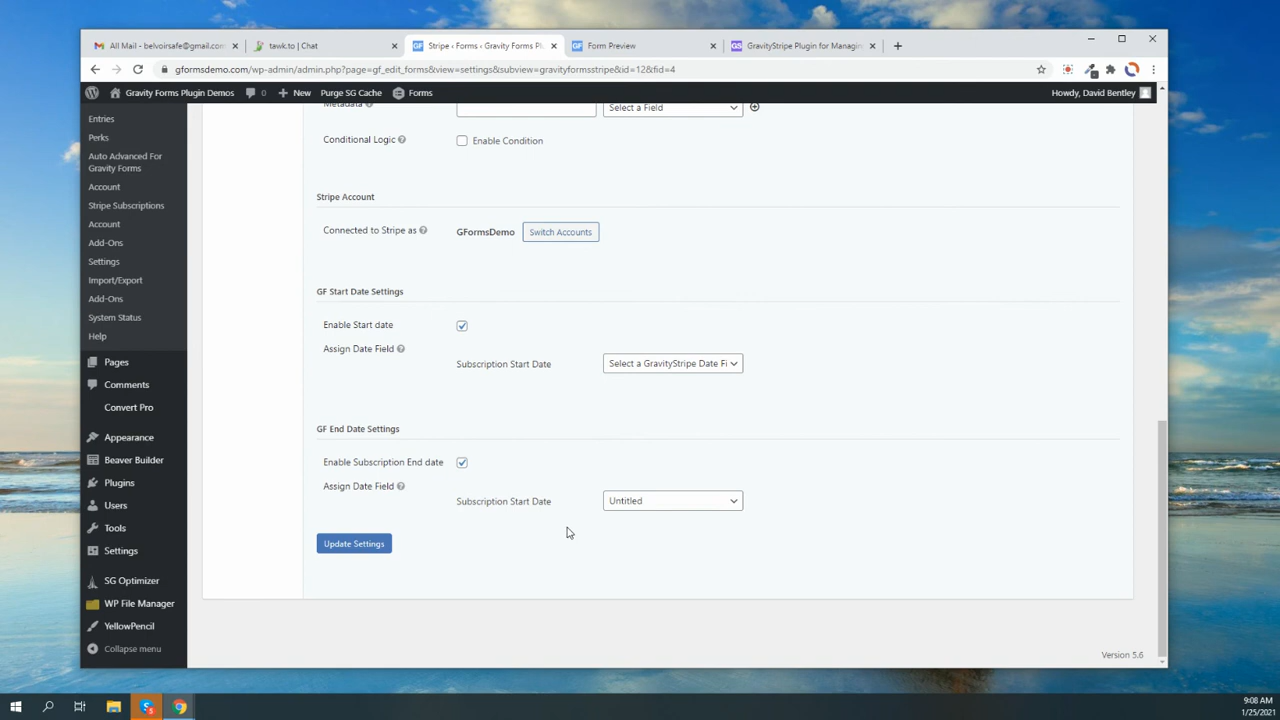 All Mail - belvoirsafe@gmail.com
tawk.to | Chat
GF
Stripe ‹ Forms ‹ Gravity Forms Pl
GF
Form Preview
GS
GravityStripe Plugin for Managin
gformsdemo.com/wp-admin/admin.php?page=gf_edit_forms&view=settings&subview=gravityformsstripe&id=12&fid=4
Gravity Forms Plugin Demos
0
New
Purge SG Cache
Forms
Howdy, David Bentley
Entries
Perks
Auto Advanced For
Gravity Forms
Account
Stripe Subscriptions
Account
Add-Ons
Settings
Import/Export
Add-Ons
System Status
Help
Pages
Comments
Convert Pro
Appearance
Beaver Builder
Plugins
Users
Tools
Settings
SG Optimizer
WP File Manager
YellowPencil
Collapse menu
Metadata
Select a Field
Conditional Logic
Enable Condition
Stripe Account
Connected to Stripe as
GFormsDemo
Switch Accounts
GF Start Date Settings
Enable Start date
Assign Date Field
Subscription Start Date
Select a GravityStripe Date Fi
GF End Date Settings
Enable Subscription End date
Assign Date Field
Subscription Start Date
Untitled
Update Settings
Version 5.6
9:08 AM
1/25/2021